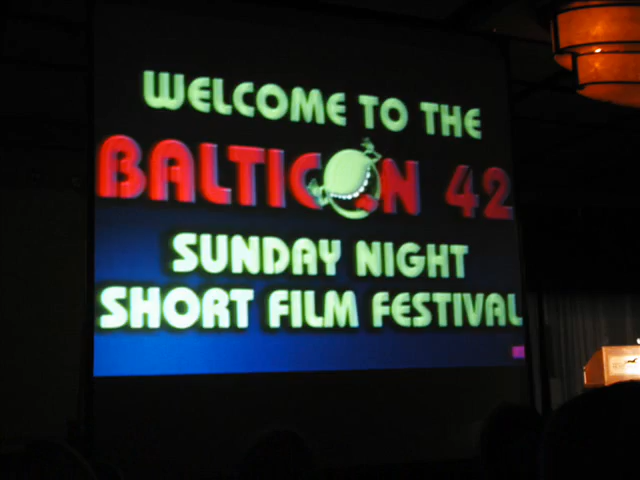 WELCOME TO THE
BALTICON 42
SUNDAY NIGHT
SHORT FILM FESTIVAL